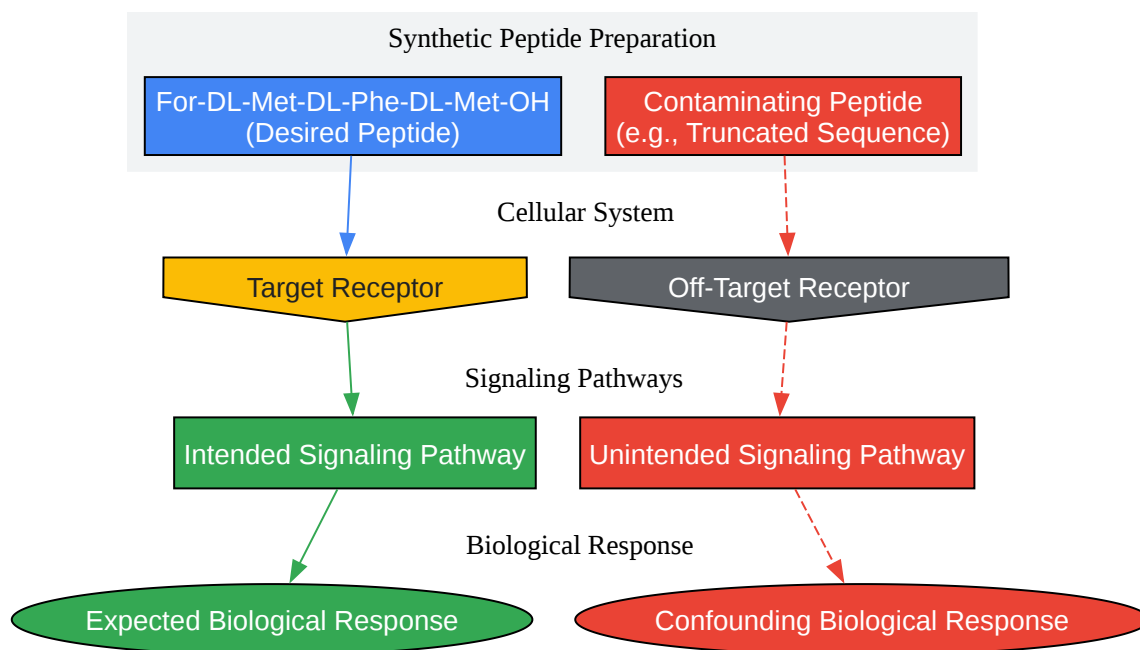 Synthetic Peptide Preparation
For-DL-Met-DL-Phe-DL-Met-OH
(Desired Peptide)
Contaminating Peptide
(e.g., Truncated Sequence)
Cellular System
Target Receptor
Off-Target Receptor
Signaling Pathways
Intended Signaling Pathway
Unintended Signaling Pathway
Biological Response
Expected Biological Response
Confounding Biological Response